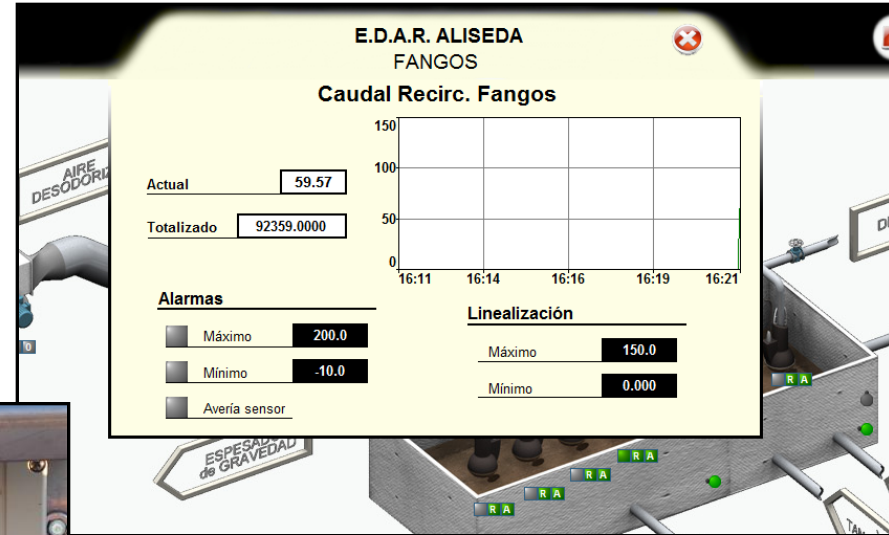 E.D.A.R. ALISEDA
FANGOS
Caudal Recirc. Fangos
150
100
50
0
16:11 16:14 16:16 16:19 16:21
Actual 59.57
Totalizado 92359.0000
Alarmas
Máximo 200.0
Mínimo -10.0
Avería sensor
Linealización
Máximo 150.0
Mínimo 0.000
AIRE
de GRAVEDAD
R A
R A
R A
R A
R A